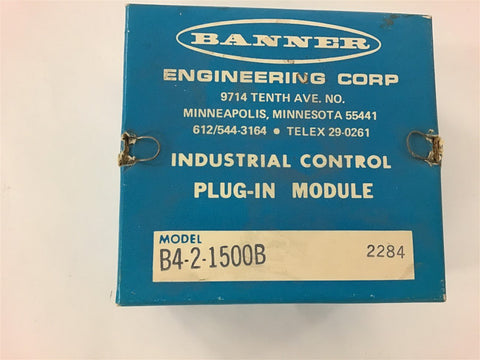 BANNER
ENGINEERING CORP
9714 TENTH AVE. NO.
MINNEAPOLIS, MINNESOTA 55441
612/544-3164 • TELEX 29-0261
INDUSTRIAL CONTROL
PLUG-IN MODULE
MODEL
B4-2-1500B 2284